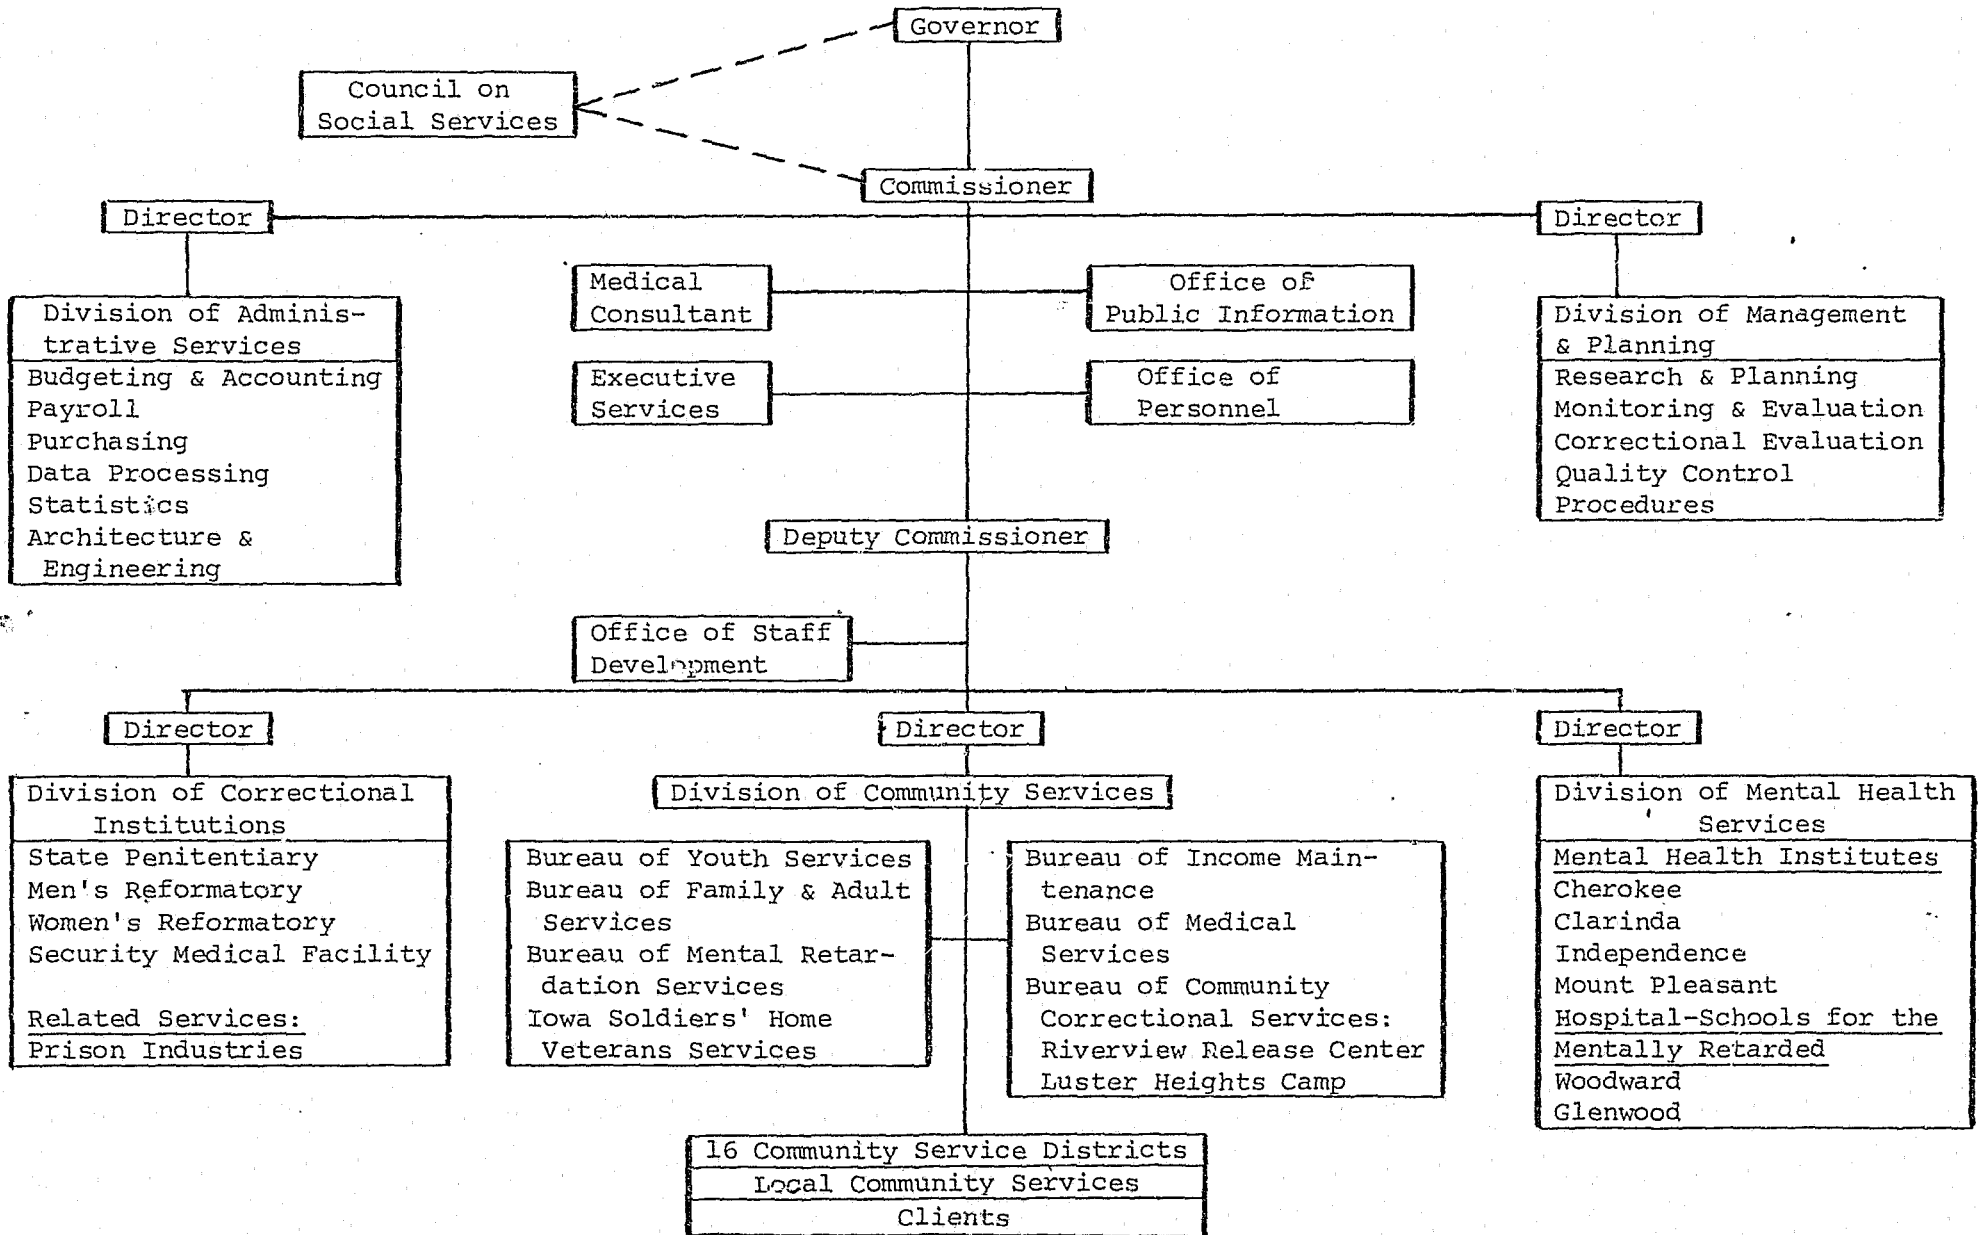 Governor
Council on
Social Services
Commissioner
Director
Director
Medical
Consultant
Office of
Public Information
Division of Adminis-
trative Services
Budgeting & Accounting
Payroll
Purchasing
Data Processing
Statistics
Architecture &
Engineering
Executive
Services
Office of
Personnel
Division of Management
& Planning
Research & Planning
Monitoring & Evaluation
Correctional Evaluation
Quality Control
Procedures
Deputy Commissioner
Office of Staff
Development
Director
Director
Director
Division of Correctional
Institutions
State Penitentiary
Men's Reformatory
Women's Reformatory
Security Medical Facility
Related Services:
Prison Industries
Division of Community Services
Bureau of Youth Services
Bureau of Family & Adult
Services
Bureau of Mental Retar-
dation Services
Iowa Soldiers' Home
Veterans Services
Bureau of Income Main-
tenance
Bureau of Medical
Services
Bureau of Community
Correctional Services:
Riverview Release Center
Luster Heights Camp
Division of Mental Health
Services
Mental Health Institutes
Cherokee
Clarinda
Independence
Mount Pleasant
Hospital-Schools for the
Mentally Retarded
Woodward
Glenwood
16 Community Service Districts
Local Community Services
Clients